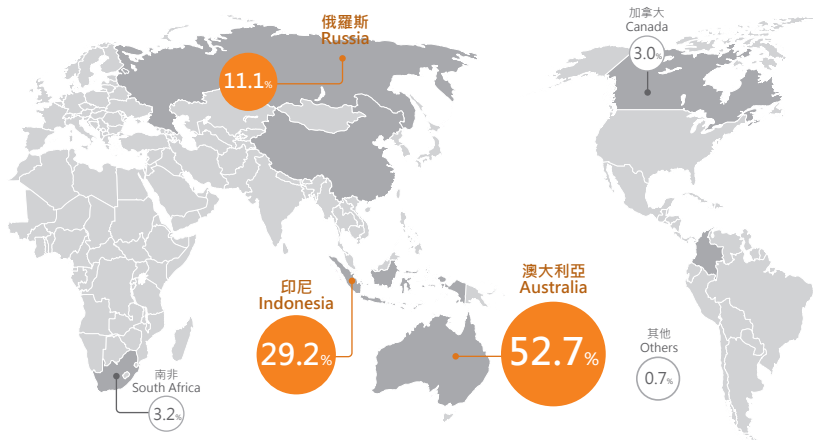 俄羅斯
Russia
11.1%
加拿大
Canada
3.0%
印尼
Indonesia
29.2%
澳大利亞
Australia
52.7%
南非
South Africa
3.2%
其他
Others
0.7%